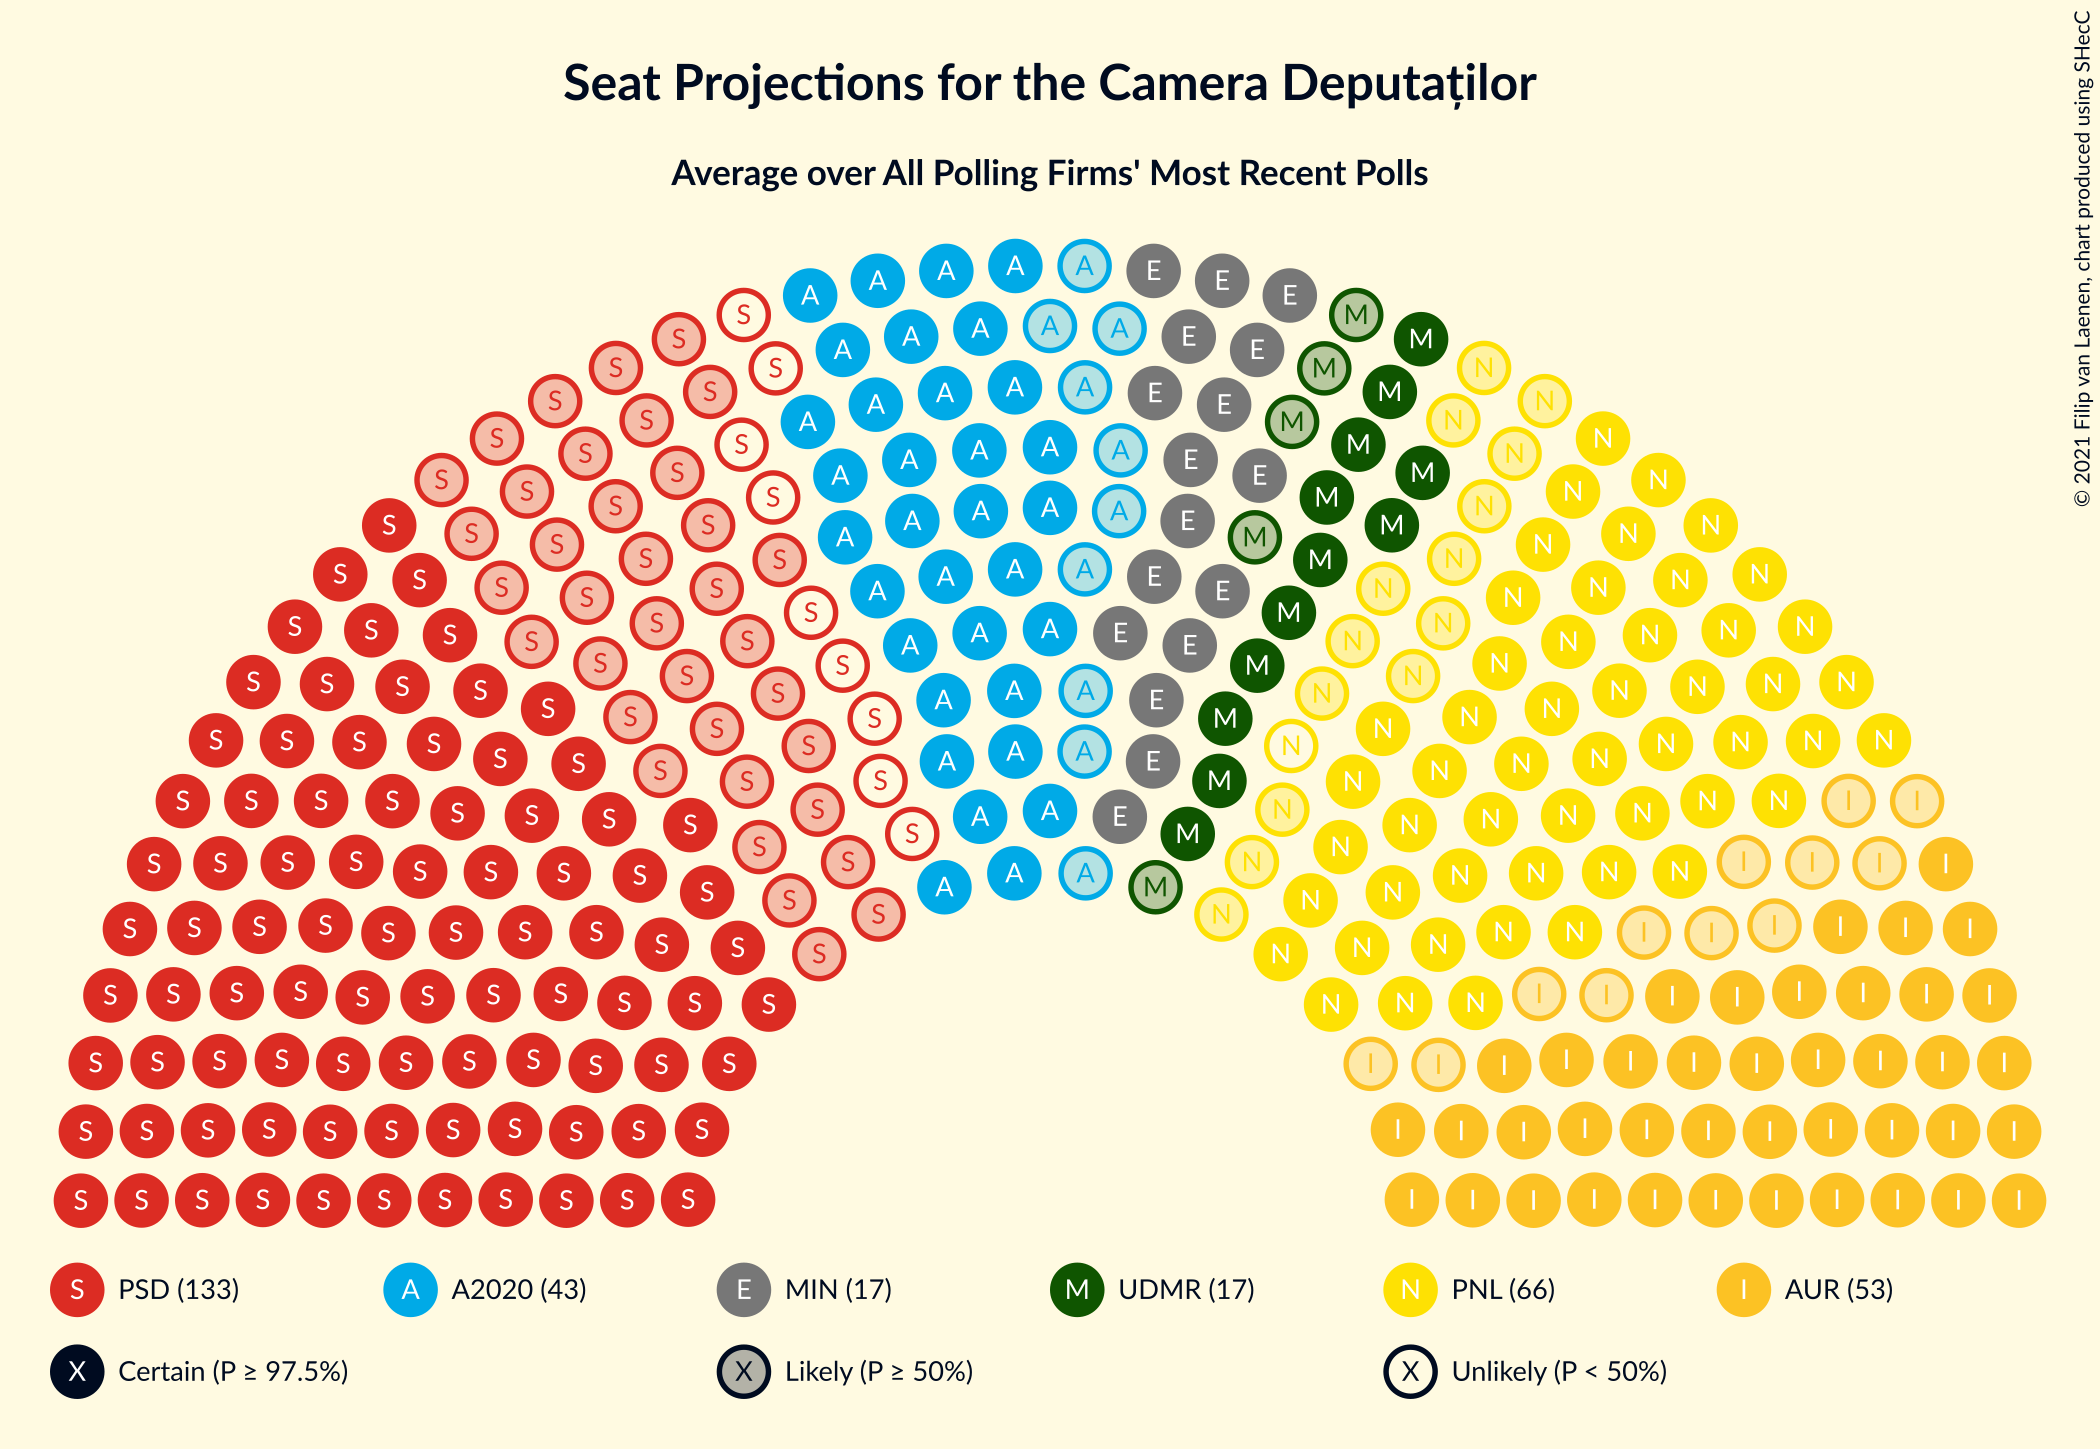 Seat Projections for the Camera Deputaților
Average over All Polling Firms' Most Recent Polls
© 2021 Filip van Laenen, chart produced using SHecC
S PSD (133) A A2020 (43) E MIN (17) M UDMR (17) N PNL (66) I AUR (53)
X Certain (P ≥ 97.5%) X Likely (P ≥ 50%) X Unlikely (P < 50%)